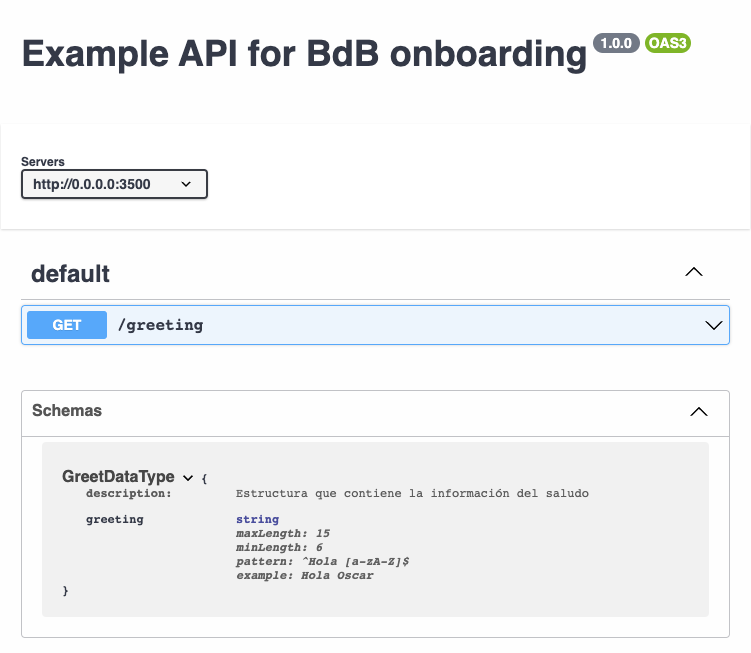 Example API for BdB onboarding 1.0.0 OAS3
Servers
http://0.0.0.0:3500
default
GET /greeting
Schemas
GreetDataType {
description: Estructura que contiene la información del saludo
greeting string
maxLength: 15
minLength: 6
pattern: ^Hola [a-zA-Z]$
example: Hola Oscar
}